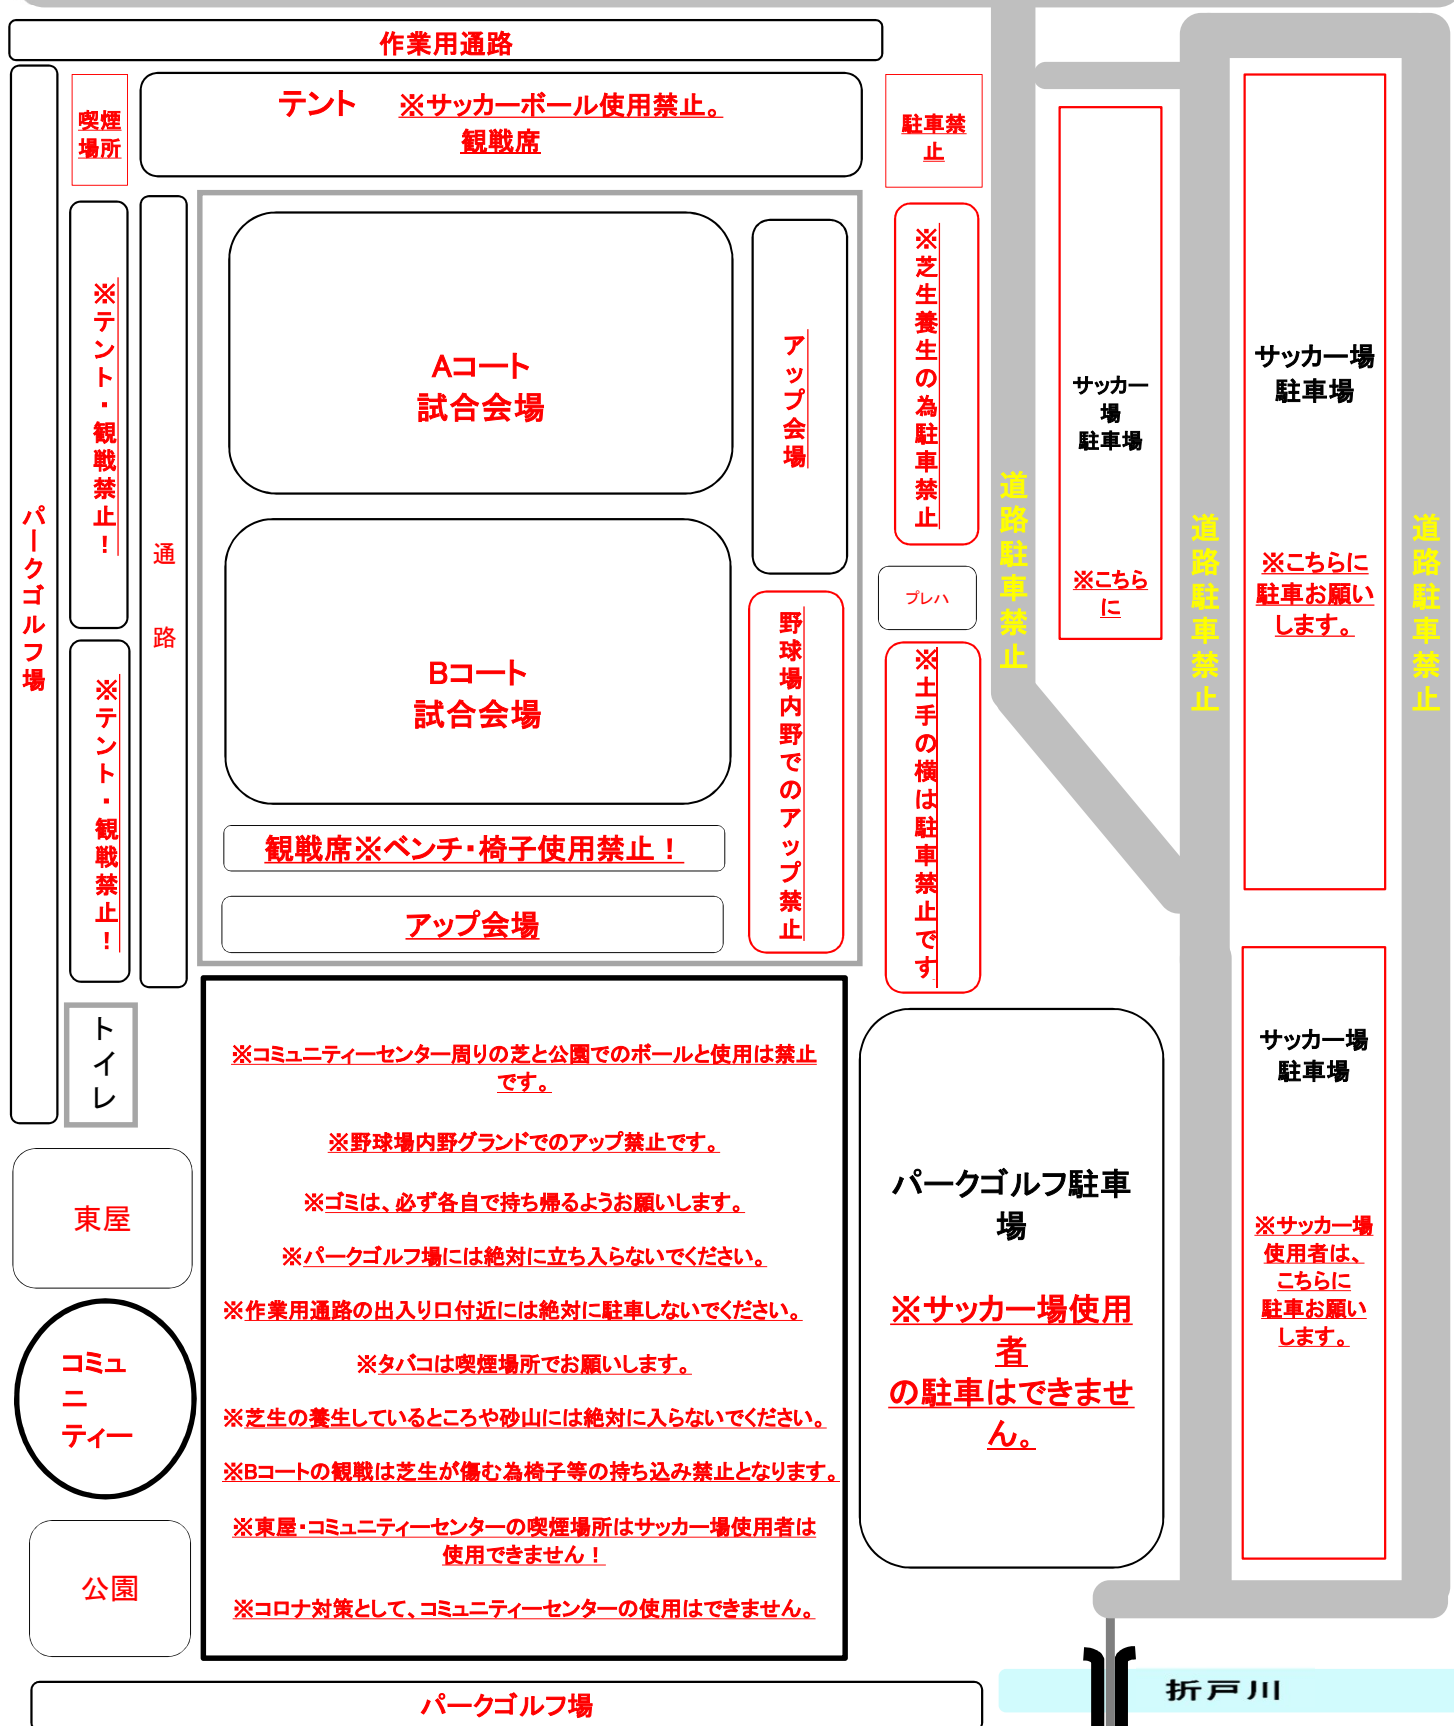 作業用通路
喫煙
場所
テント　※サッカーボール使用禁止。
観戦席
駐車禁
止
パークゴルフ場
※テント・観戦禁止！
※テント・観戦禁止！
通路
Aコート
試合会場
アップ会場
Bコート
試合会場
野球場内野でのアップ禁止
観戦席※ベンチ・椅子使用禁止！
アップ会場
※芝生養生の為駐車禁止
プレハ
※土手の横は駐車禁止です
道路駐車禁止
サッカー
場
駐車場
※こちら
に
道路駐車禁止
サッカー場
駐車場
※こちらに
駐車お願い
します。
道路駐車禁止
トイレ
東屋
コミュ
ニ
ティー
公園
※コミュニティーセンター周りの芝と公園でのボールと使用は禁止
です。
※野球場内野グランドでのアップ禁止です。
※ゴミは、必ず各自で持ち帰るようお願いします。
※パークゴルフ場には絶対に立ち入らないでください。
※作業用通路の出入り口付近には絶対に駐車しないでください。
※タバコは喫煙場所でお願いします。
※芝生の養生しているところや砂山には絶対に入らないでください。
※Bコートの観戦は芝生が傷む為椅子等の持ち込み禁止となります。
※東屋・コミュニティーセンターの喫煙場所はサッカー場使用者は
使用できません！
※コロナ対策として、コミュニティーセンターの使用はできません。
パークゴルフ駐車
場
※サッカー場使用
者
の駐車はできませ
ん。
サッカー場
駐車場
※サッカー場
使用者は、
こちらに
駐車お願い
します。
パークゴルフ場
折戸川